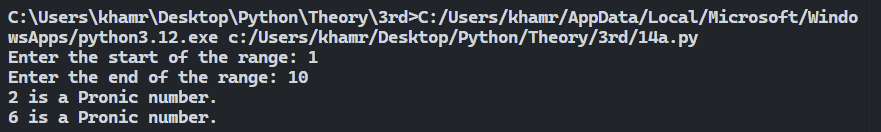 C:\Users\khamr\Desktop\Python\Theory\3rd>C:/Users/khamr/AppData/Local/Microsoft/Windo
wsApps/python3.12.exe c:/Users/khamr/Desktop/Python/Theory/3rd/14a.py
Enter the start of the range: 1
Enter the end of the range: 10
2 is a Pronic number.
6 is a Pronic number.